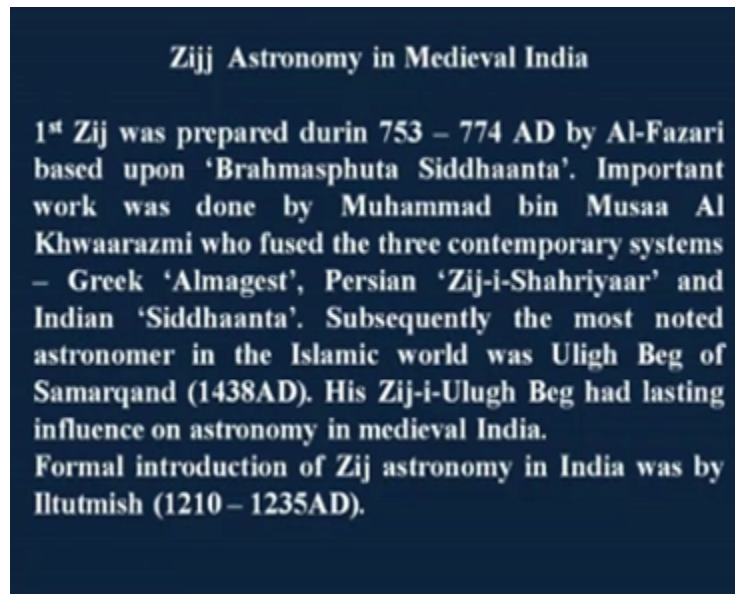 Zijj Astronomy in Medieval India
1st Zij was prepared durin 753 – 774 AD by Al-Fazari
based upon ‘Brahmasphuta Siddhaanta’. Important
work was done by Muhammad bin Musaa Al
Khwaarazmi who fused the three contemporary systems
– Greek ‘Almagest’, Persian ‘Zij-i-Shahriyaar’ and
Indian ‘Siddhaanta’. Subsequently the most noted
astronomer in the Islamic world was Uligh Beg of
Samarqand (1438AD). His Zij-i-Ulugh Beg had lasting
influence on astronomy in medieval India.
Formal introduction of Zij astronomy in India was by
Iltutmish (1210 – 1235AD).